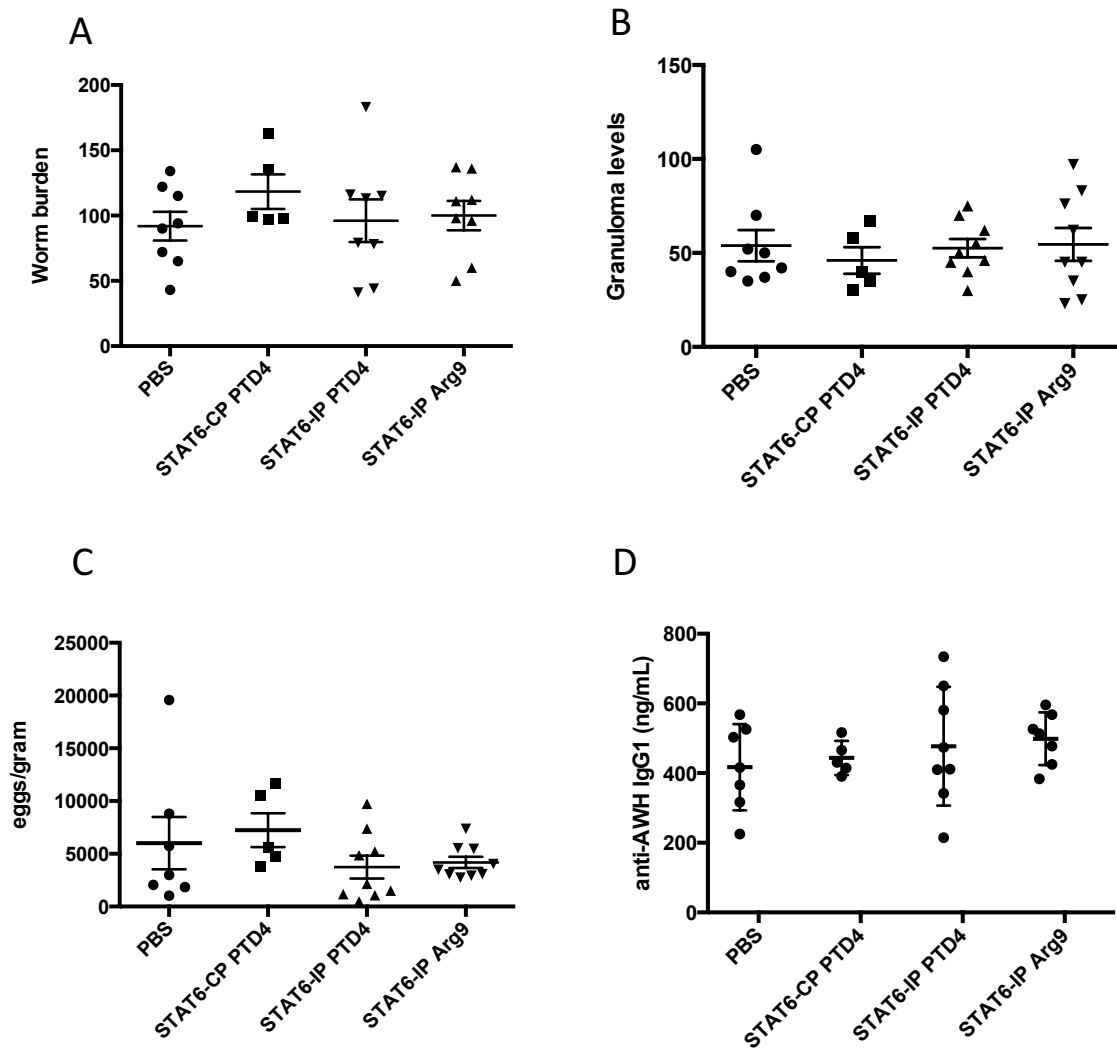 A
Worm burden
200
150
100
50
0
PBS
STAT6-CP PTD4
STAT6-IP PTD4
STAT6-IP Arg9
B
Granuloma levels
150
100
50
0
PBS
STAT6-CP PTD4
STAT6-IP PTD4
STAT6-IP Arg9
C
eggs/gram
25000
20000
15000
10000
5000
0
PBS
STAT6-CP PTD4
STAT6-IP PTD4
STAT6-IP Arg9
D
anti-AWH IgG1 (ng/mL)
800
600
400
200
0
PBS
STAT6-CP PTD4
STAT6-IP PTD4
STAT6-IP Arg9